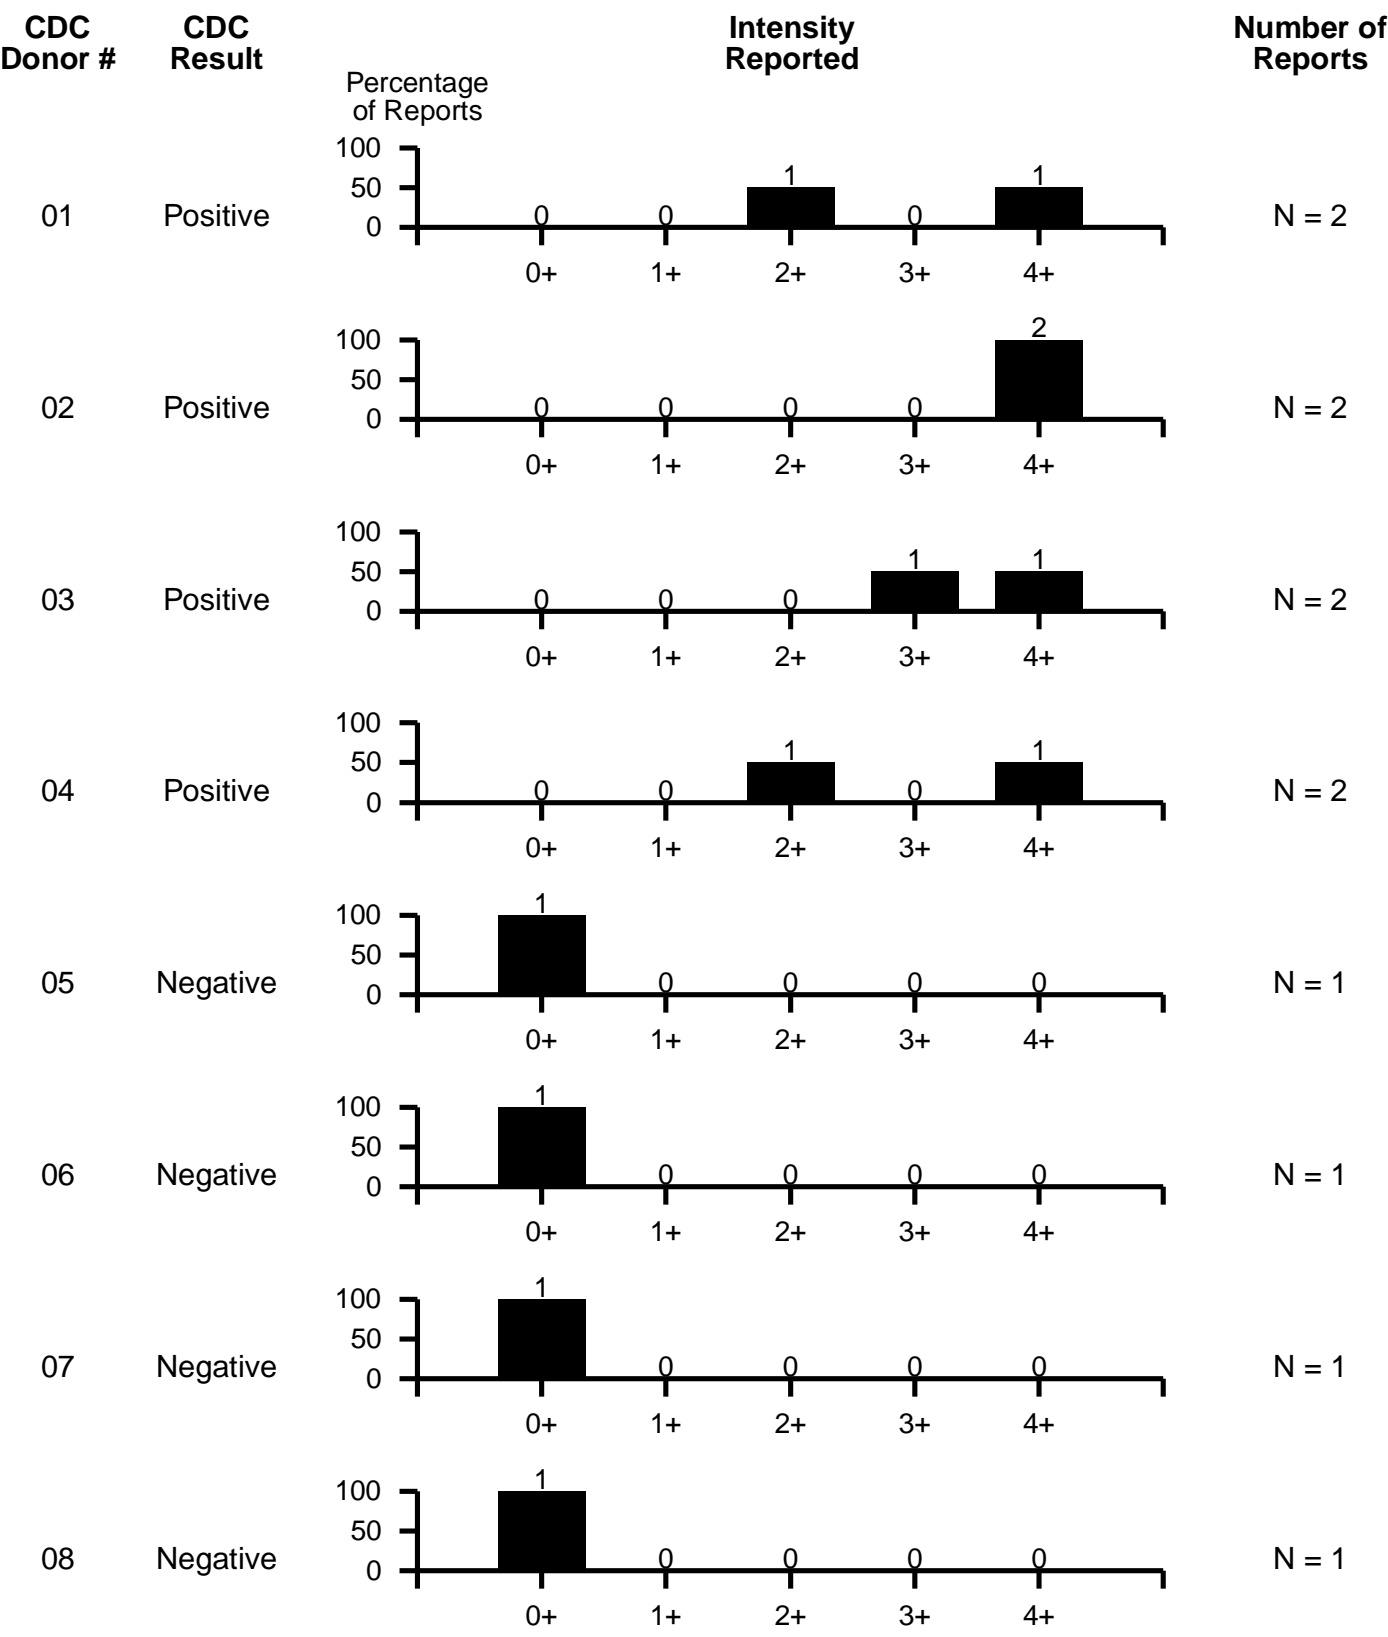 CDC CDC Intensity Number of
Donor # Result Reported Reports
Percentage
of Reports
100
50 1 1
01 Positive 0 0 0 0 N = 2
0+ 1+ 2+ 3+ 4+
100 2
50
02 Positive 0 0 0 0 0 N = 2
0+ 1+ 2+ 3+ 4+
100
50 1 1
03 Positive 0 0 0 0 N = 2
0+ 1+ 2+ 3+ 4+
100
50 1 1
04 Positive 0 0 0 0 N = 2
0+ 1+ 2+ 3+ 4+
100 1
50
05 Negative 0 0 0 0 0 N = 1
0+ 1+ 2+ 3+ 4+
100 1
50
06 Negative 0 0 0 0 0 N = 1
0+ 1+ 2+ 3+ 4+
100 1
50
07 Negative 0 0 0 0 0 N = 1
0+ 1+ 2+ 3+ 4+
100 1
50
08 Negative 0 0 0 0 0 N = 1
0+ 1+ 2+ 3+ 4+